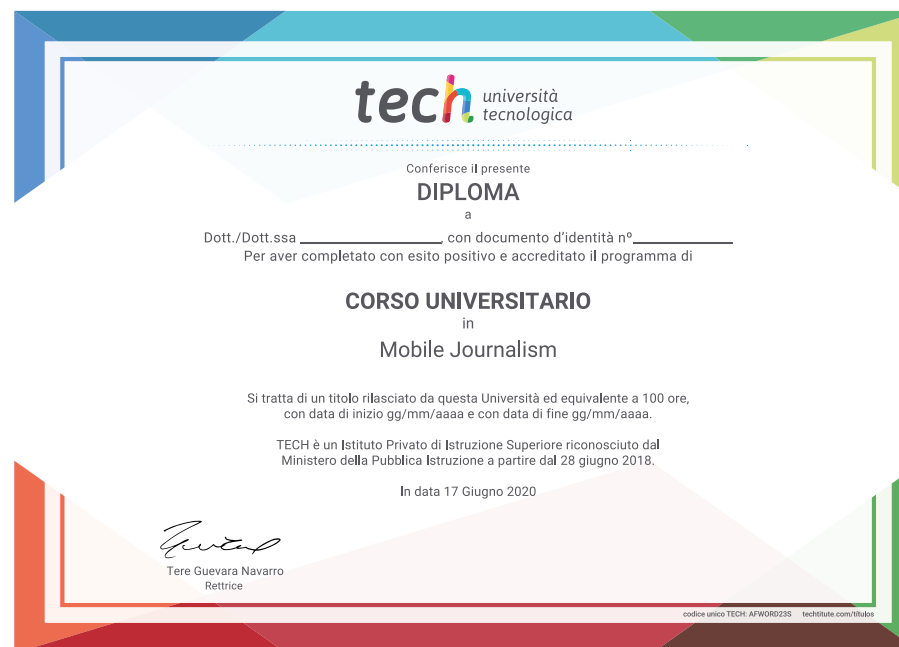 tech università
tecnologica
Conferisce il presente
DIPLOMA
a
Dott./Dott.ssa ____________________, con documento d'identità nº______________
Per aver completato con esito positivo e accreditato il programma di
CORSO UNIVERSITARIO
in
Mobile Journalism
Si tratta di un titolo rilasciato da questa Università ed equivalente a 100 ore,
con data di inizio gg/mm/aaaa e con data di fine gg/mm/aaaa.
TECH è un Istituto Privato di Istruzione Superiore riconosciuto dal
Ministero della Pubblica Istruzione a partire dal 28 giugno 2018.
In data 17 Giugno 2020
Tere Guevara Navarro
Rettrice
codice unico TECH: AFWORD23S techtitute.com/títulos